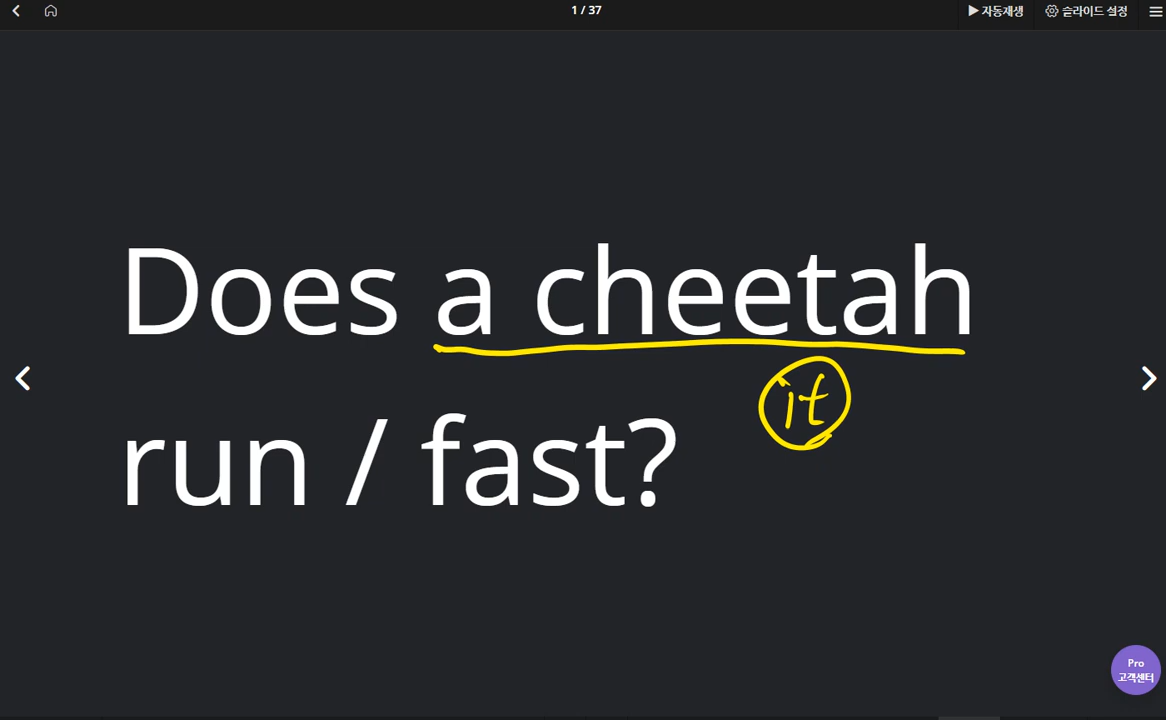 1 / 37
▶ 자동재생
슬라이드 설정
Does a cheetah
it
run / fast?
Pro
고객센터